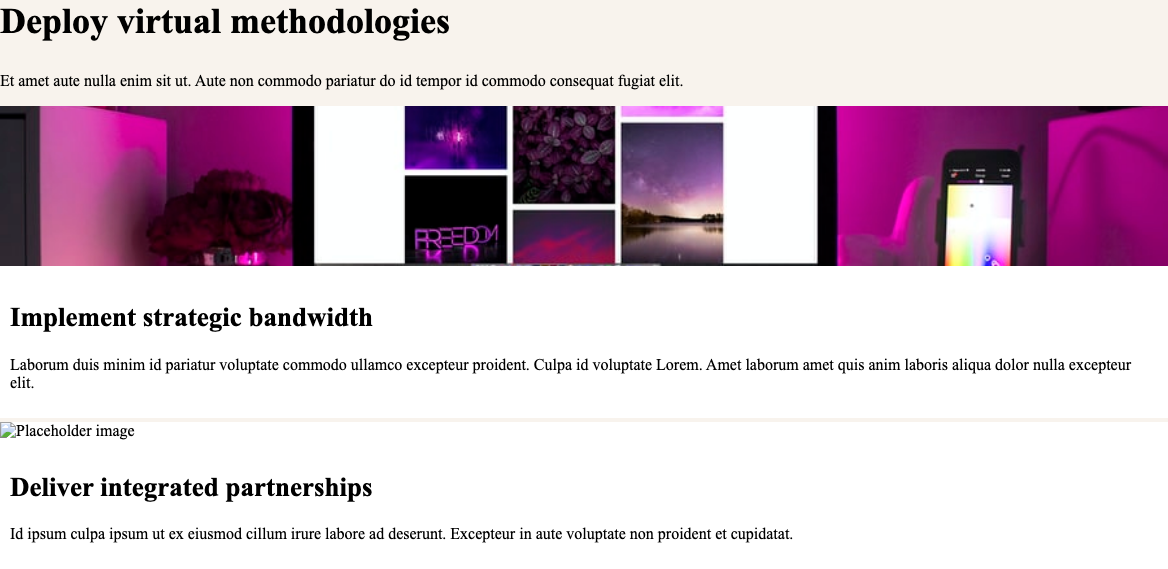 Deploy virtual methodologies
Et amet aute nulla enim sit ut. Aute non commodo pariatur do id tempor id commodo consequat fugiat elit.
FREEDOM
Implement strategic bandwidth
Laborum duis minim id pariatur voluptate commodo ullamco excepteur proident. Culpa id voluptate Lorem. Amet laborum amet quis anim laboris aliqua dolor nulla excepteur
elit.
Placeholder image
Deliver integrated partnerships
Id ipsum culpa ipsum ut ex eiusmod cillum irure labore ad deserunt. Excepteur in aute voluptate non proident et cupidatat.